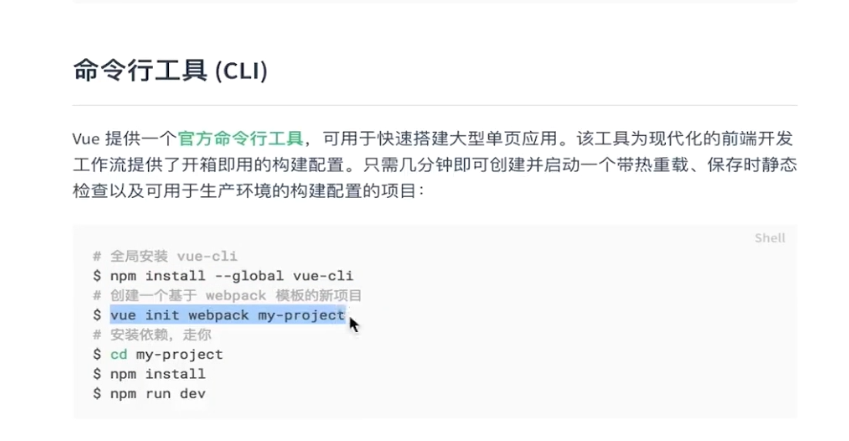 命令行工具 (CLI)
Vue 提供一个官方命令行工具，可用于快速搭建大型单页应用。该工具为现代化的前端开发
工作流提供了开箱即用的构建配置。只需几分钟即可创建并启动一个带热重载、保存时静态
检查以及可用于生产环境的构建配置的项目：
Shell
# 全局安装 vue-cli
$ npm install --global vue-cli
# 创建一个基于 webpack 模板的新项目
$ vue init webpack my-project
# 安装依赖，走你
$ cd my-project
$ npm install
$ npm run dev